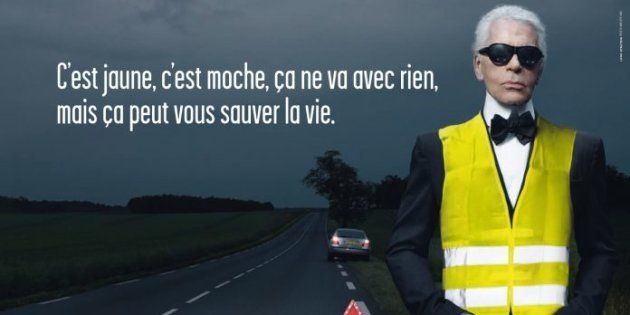 C'est jaune, c'est moche, ça ne va avec rien,
mais ça peut vous sauver la vie.